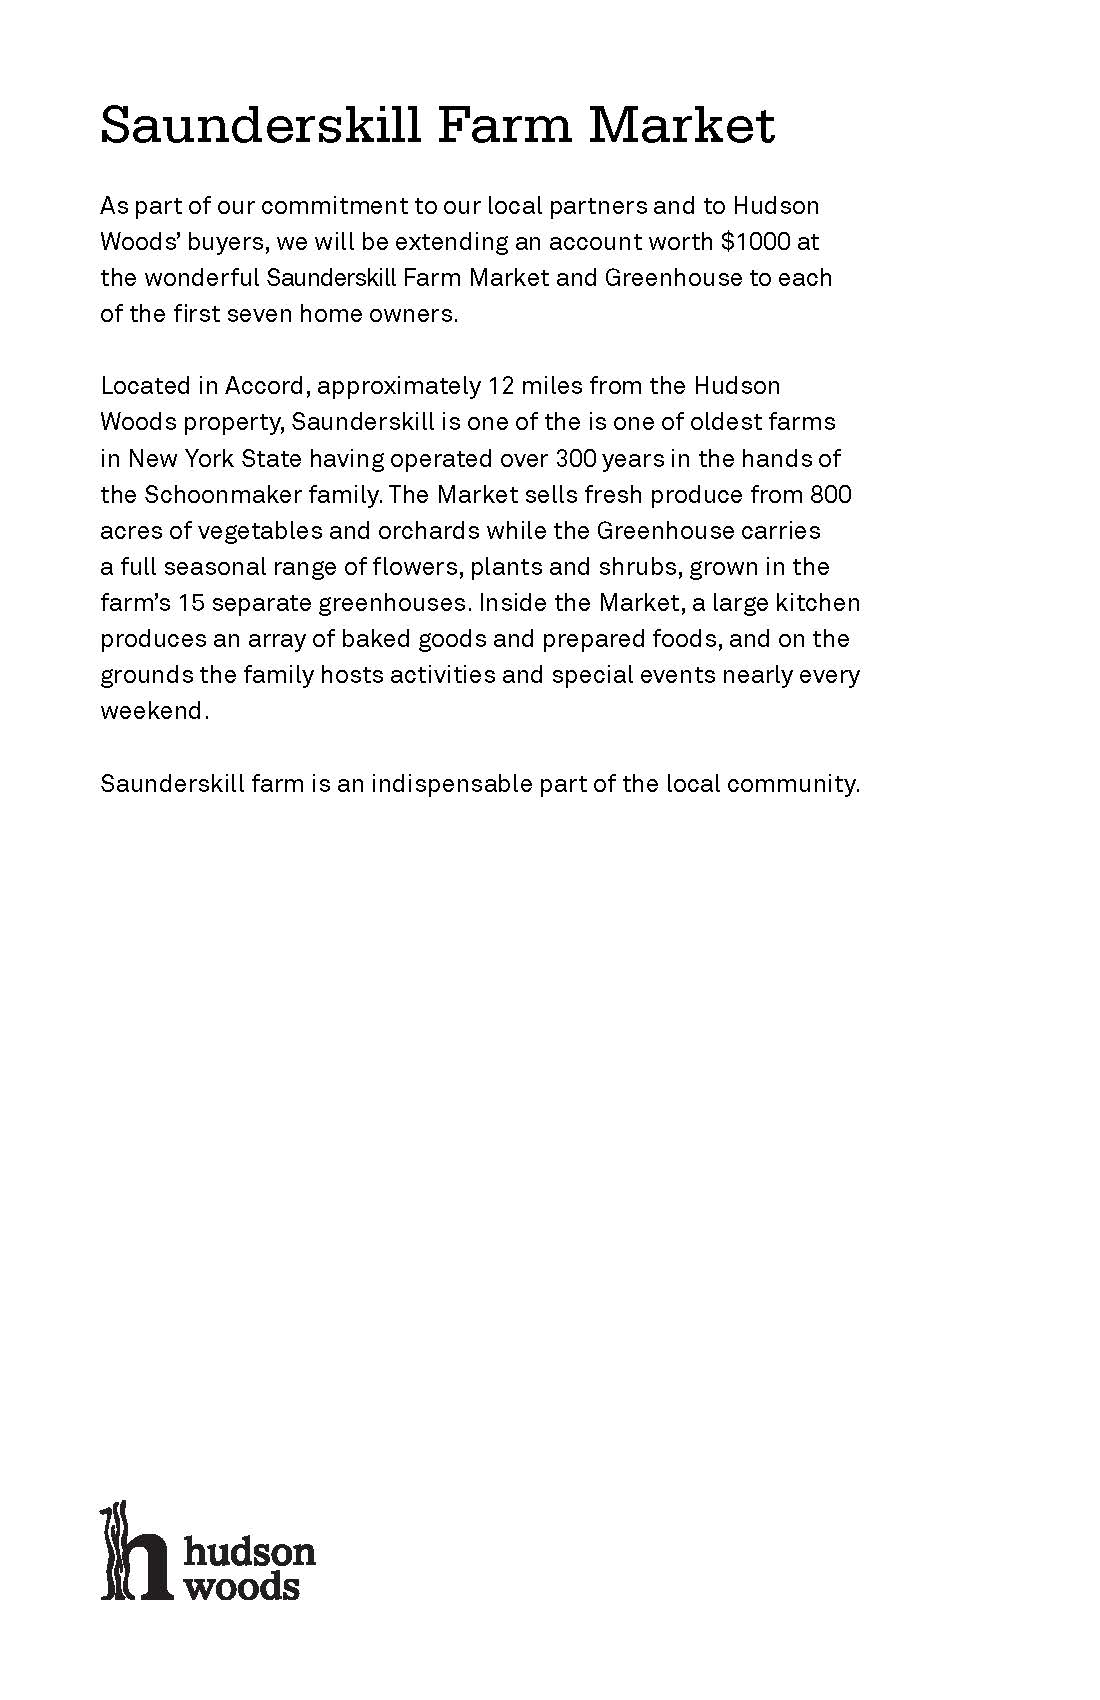 Saunderskill Farm Market
As part of our commitment to our local partners and to Hudson
Woods’ buyers, we will be extending an account worth $1000 at
the wonderful Saunderskill Farm Market and Greenhouse to each
of the first seven home owners.
Located in Accord, approximately 12 miles from the Hudson
Woods property, Saunderskill is one of the is one of oldest farms
in New York State having operated over 300 years in the hands of
the Schoonmaker family. The Market sells fresh produce from 800
acres of vegetables and orchards while the Greenhouse carries
a full seasonal range of flowers, plants and shrubs, grown in the
farm’s 15 separate greenhouses. Inside the Market, a large kitchen
produces an array of baked goods and prepared foods, and on the
grounds the family hosts activities and special events nearly every
weekend.
Saunderskill farm is an indispensable part of the local community.
h hudson
woods